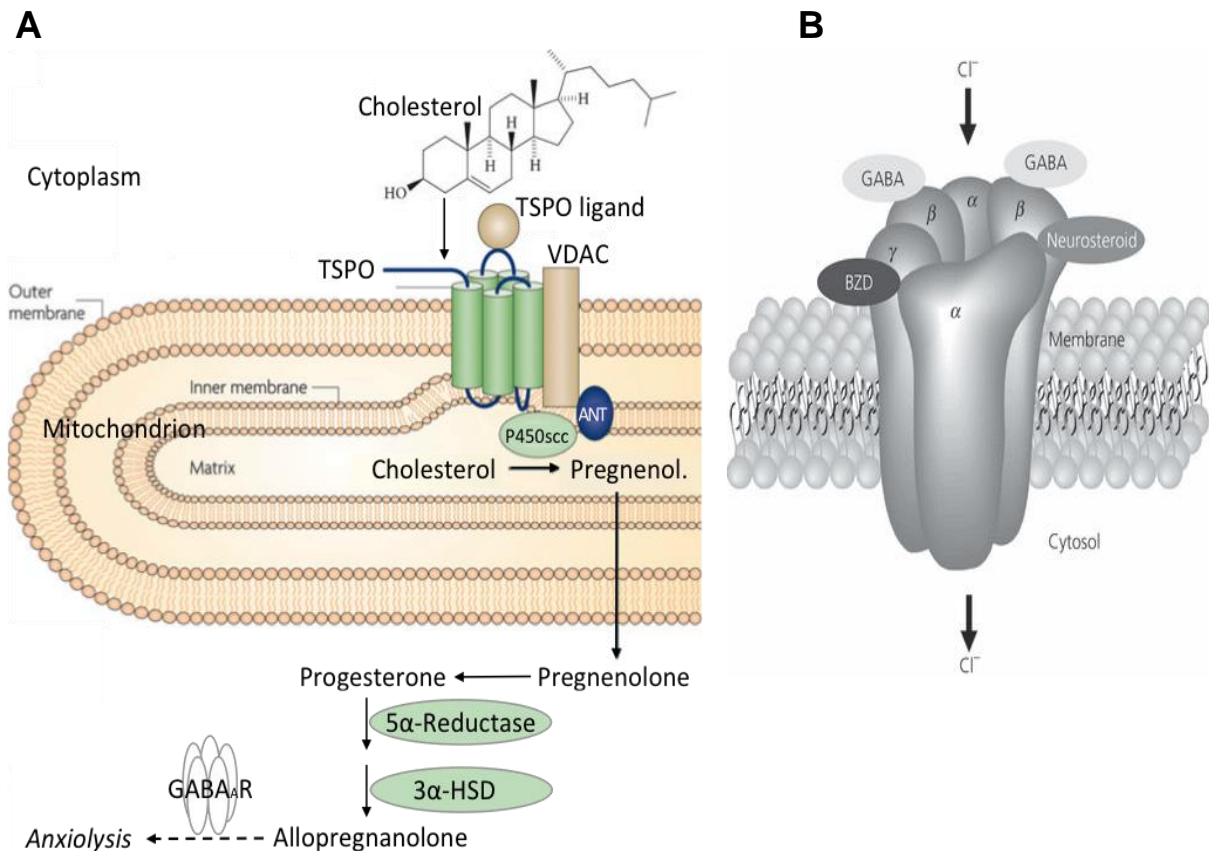 A
Cholesterol
H
H
H
H
HO
Cytoplasm
TSPO ligand
TSPO
VDAC
Outer
membrane
Inner membrane
Mitochondrion
ANT
P450scc
Matrix
Cholesterol
Pregnenol.
Progesterone
Pregnenolone
5α-Reductase
3α-HSD
GABAAR
Anxiolysis
Allopregnanolone
B
Cl⁻
GABA
GABA
α
β
β
γ
Neurosteroid
BZD
α
Membrane
Cytosol
Cl⁻